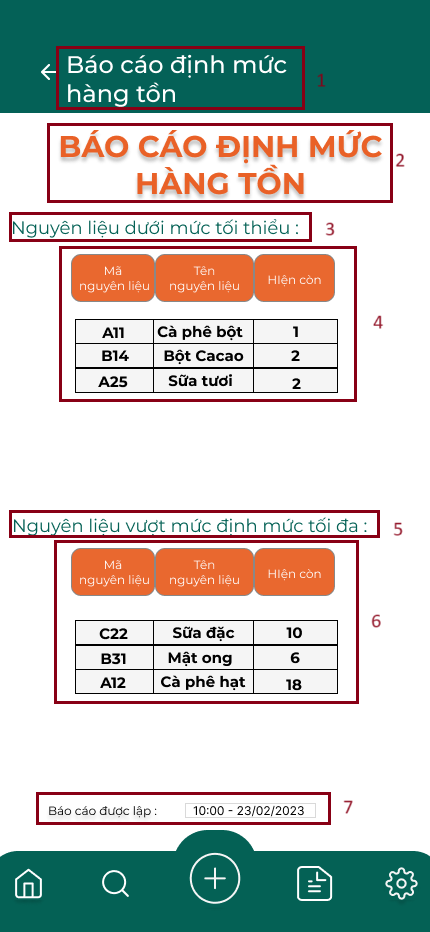 Báo cáo định mức
hàng tồn
1
BÁO CÁO ĐỊNH MỨC
HÀNG TỒN
2
Nguyên liệu dưới mức tối thiểu :
3
Mã
nguyên liệu
Tên
nguyên liệu
HIện còn
4
A11 Cà phê bột 1
B14 Bột Cacao 2
A25 Sữa tươi 2
Nguyên liệu vượt mức định mức tối đa :
5
Mã
nguyên liệu
Tên
nguyên liệu
HIện còn
6
C22 Sữa đặc 10
B31 Mật ong 6
A12 Cà phê hạt 18
Báo cáo được lập : 10:00 - 23/02/2023
7